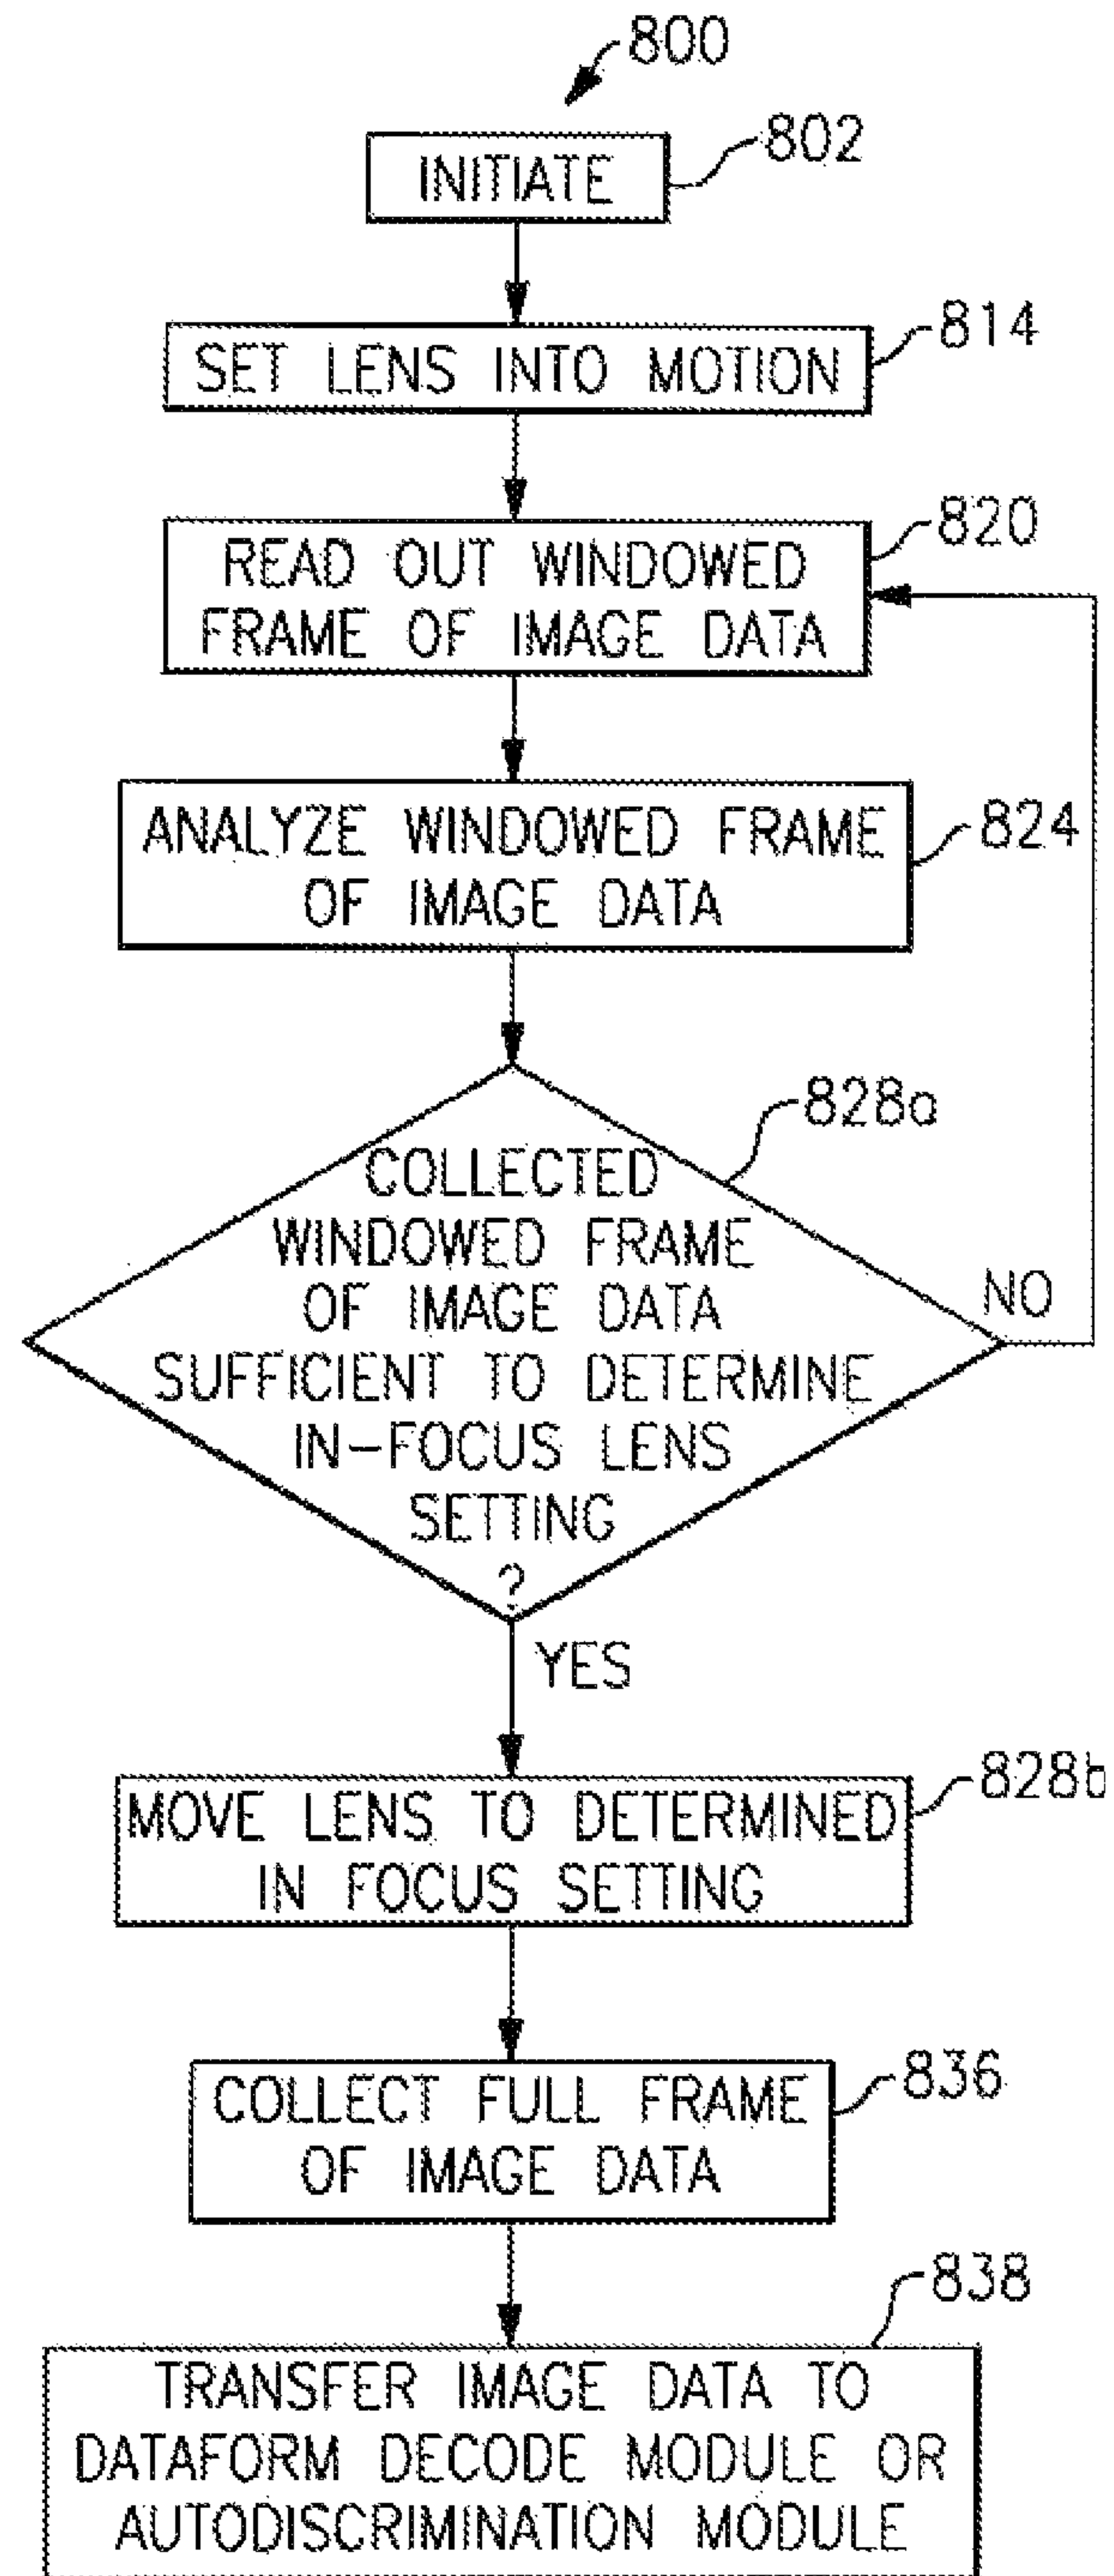 800
INITIATE
802
SET LENS INTO MOTION
814
READ OUT WINDOWED
FRAME OF IMAGE DATA
820
ANALYZE WINDOWED FRAME
OF IMAGE DATA
824
COLLECTED
WINDOWED FRAME
OF IMAGE DATA
SUFFICIENT TO DETERMINE
IN-FOCUS LENS
SETTING
?
828a
NO
YES
MOVE LENS TO DETERMINED
IN FOCUS SETTING
828b
COLLECT FULL FRAME
OF IMAGE DATA
836
TRANSFER IMAGE DATA TO
DATAFORM DECODE MODULE OR
AUTODISCRIMINATION MODULE
838